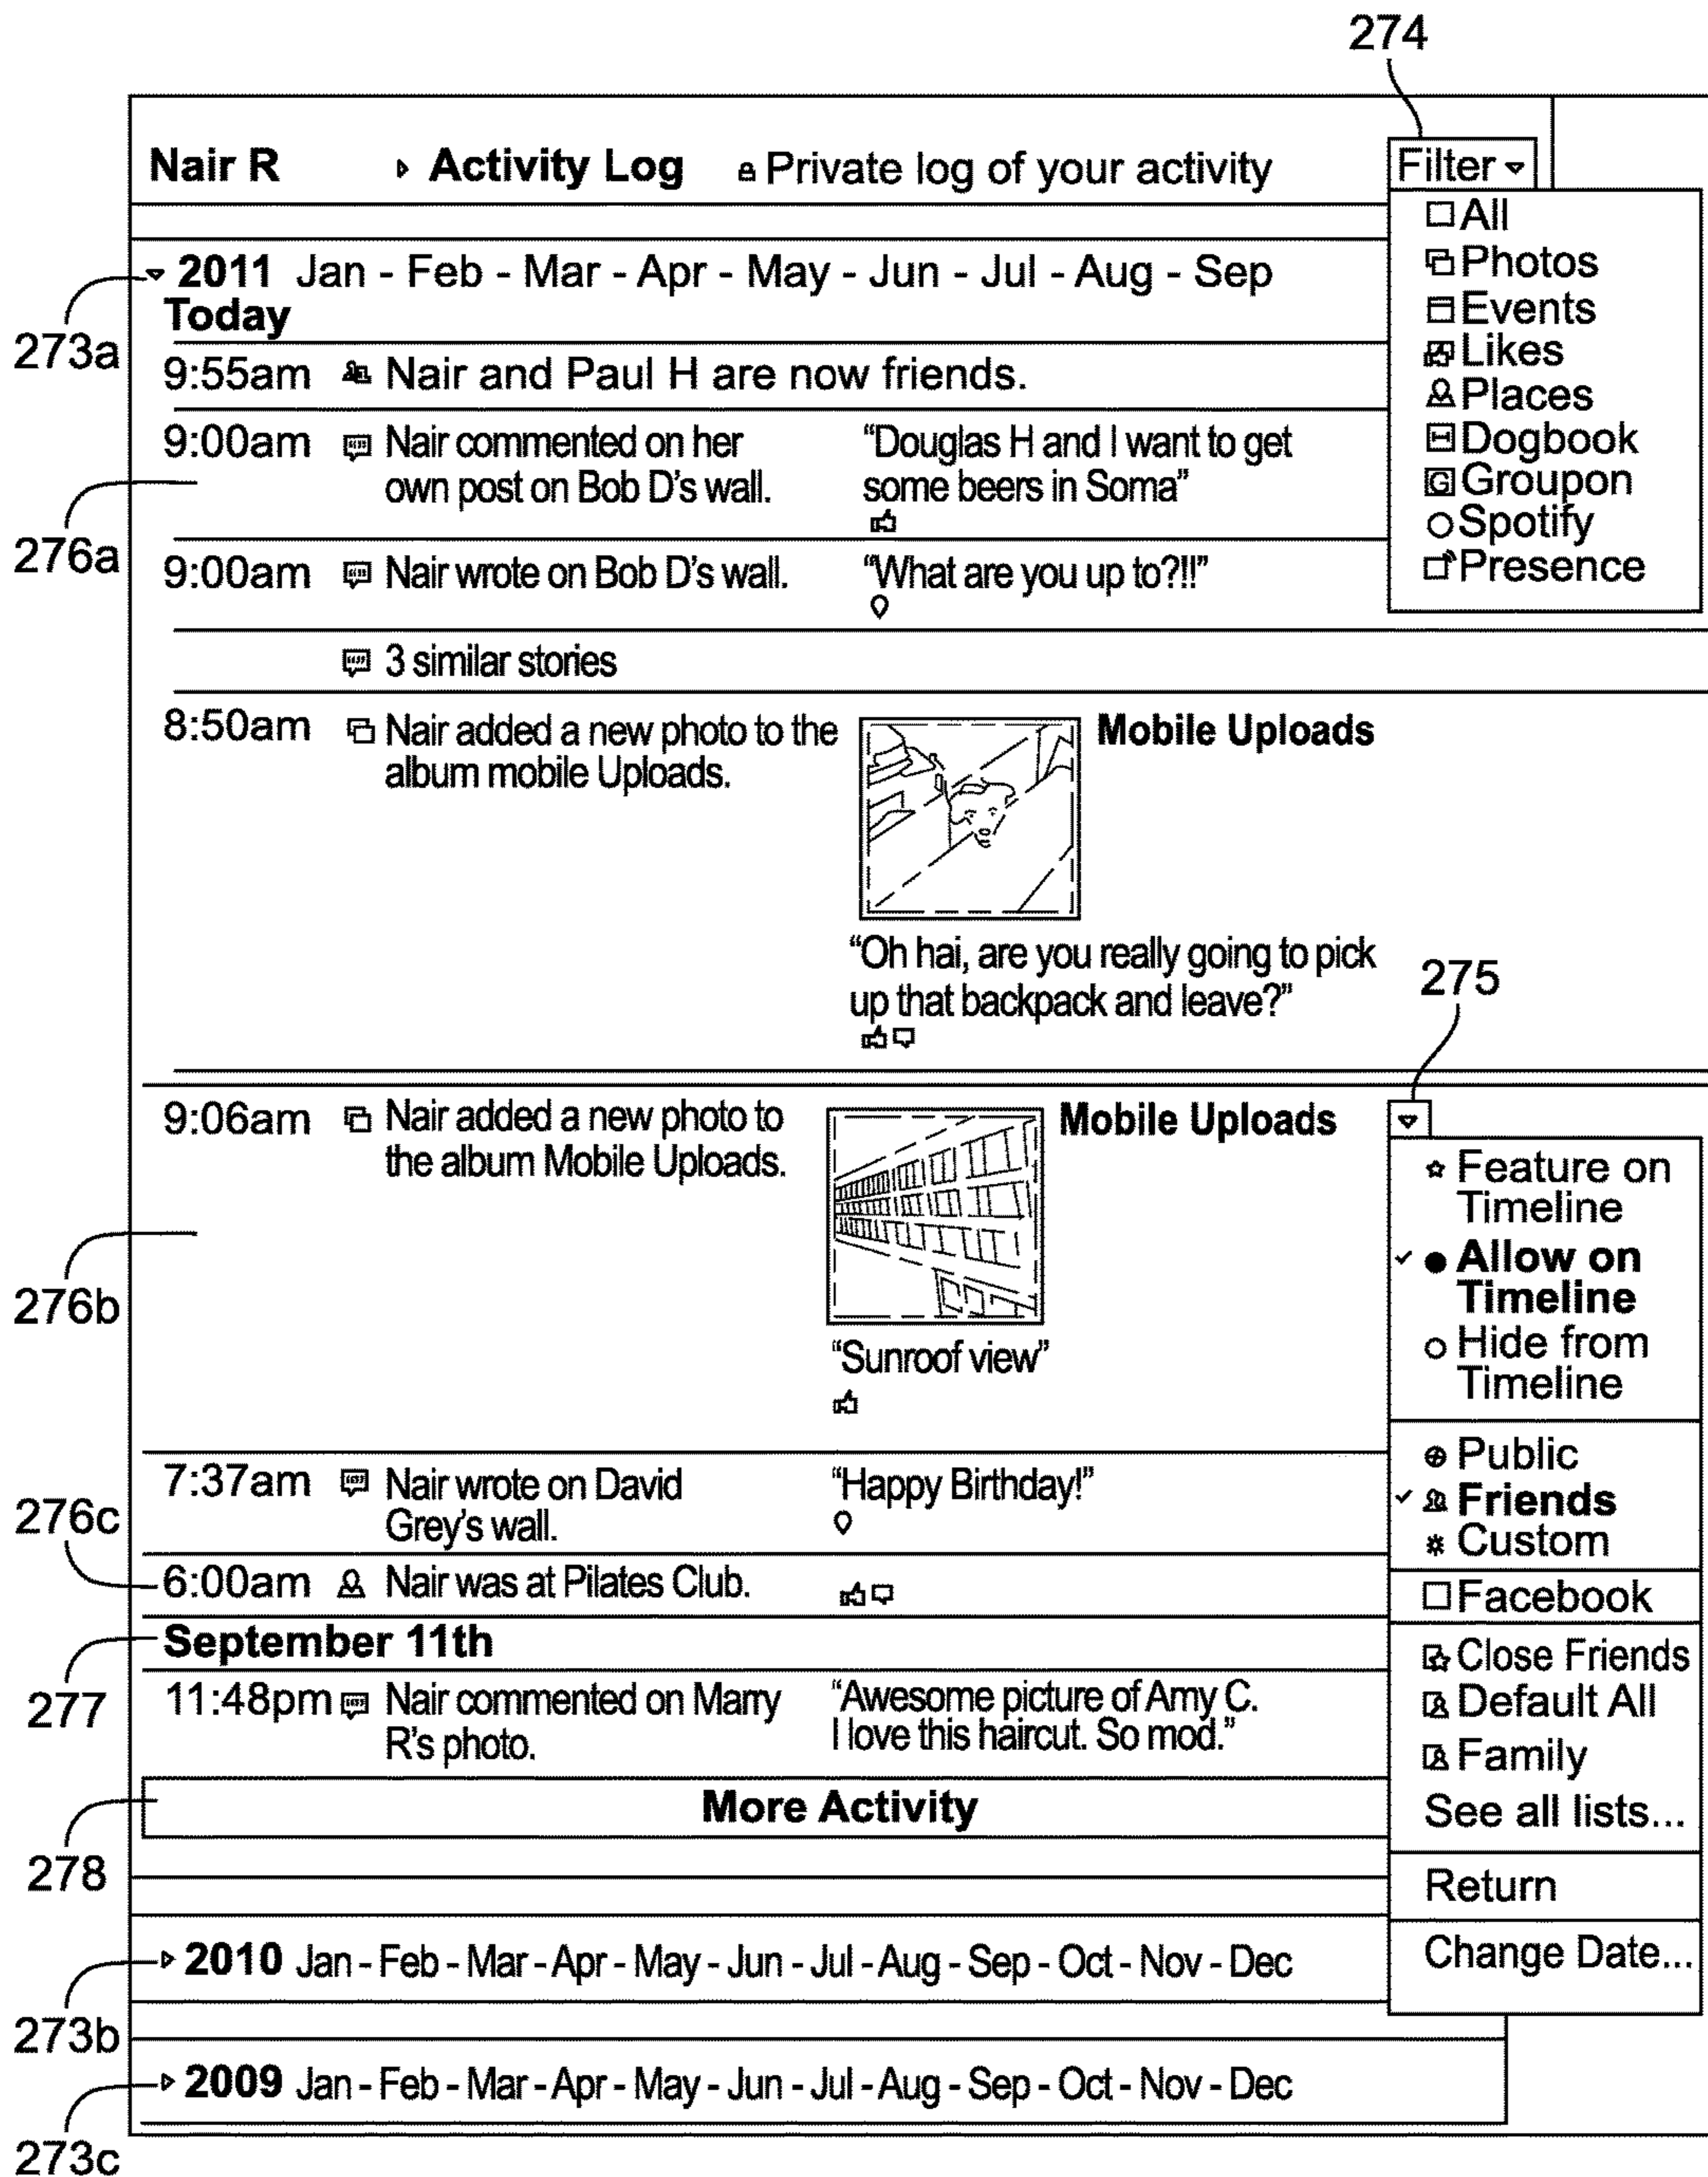 274
Nair R Activity Log Private log of your activity Filter
All
Photos
Events
Likes
Places
Dogbook
Groupon
Spotify
Presence
2011 Jan - Feb - Mar - Apr - May - Jun - Jul - Aug - Sep
Today
273a
9:55am Nair and Paul H are now friends.
9:00am Nair commented on her
own post on Bob D's wall.
“Douglas H and I want to get
some beers in Soma”
276a
9:00am Nair wrote on Bob D's wall. “What are you up to?!!”
3 similar stories
8:50am Nair added a new photo to the
album mobile Uploads.
Mobile Uploads
“Oh hai, are you really going to pick
up that backpack and leave?”
275
9:06am Nair added a new photo to
the album Mobile Uploads.
Mobile Uploads
276b
“Sunroof view”
Feature on
Timeline
Allow on
Timeline
Hide from
Timeline
Public
Friends
Custom
Facebook
Close Friends
Default All
Family
See all lists...
Return
Change Date...
7:37am Nair wrote on David
Grey's wall.
“Happy Birthday!”
276c
6:00am Nair was at Pilates Club.
September 11th
277
11:48pm Nair commented on Marry
R's photo.
“Awesome picture of Amy C.
I love this haircut. So mod.”
More Activity
278
2010 Jan - Feb - Mar - Apr - May - Jun - Jul - Aug - Sep - Oct - Nov - Dec
273b
2009 Jan - Feb - Mar - Apr - May - Jun - Jul - Aug - Sep - Oct - Nov - Dec
273c